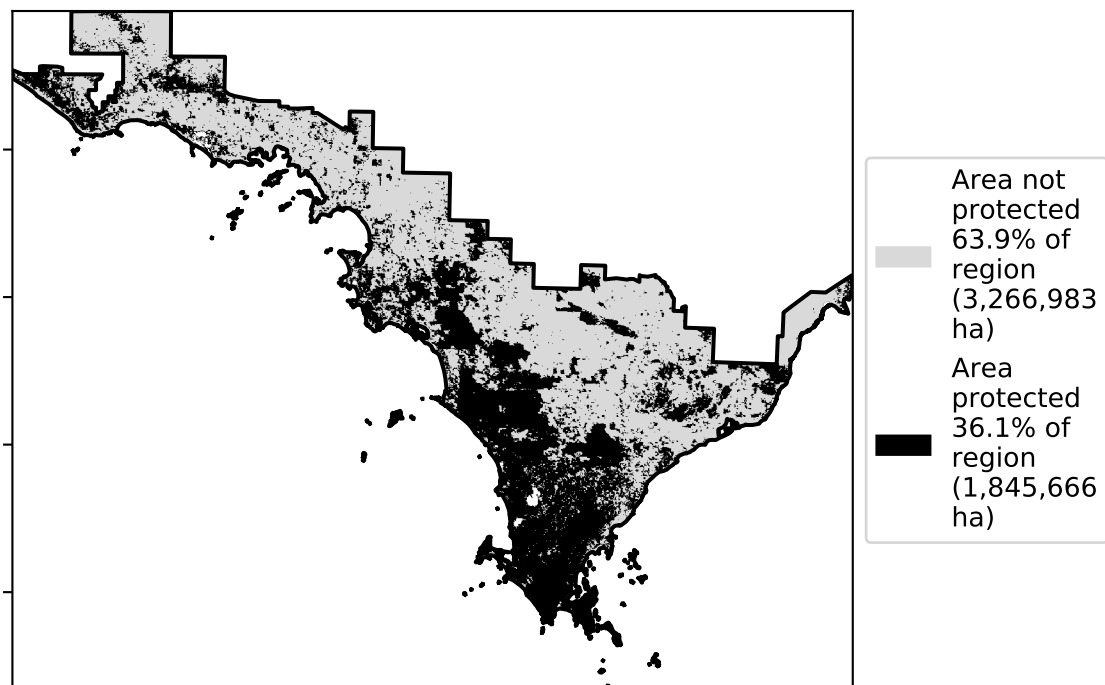 Area not
protected
63.9% of
region
(3,266,983
ha)
Area
protected
36.1% of
region
(1,845,666
ha)